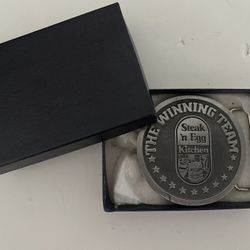 THE WINNING TEAM
Steak
'n Egg
Kitchen